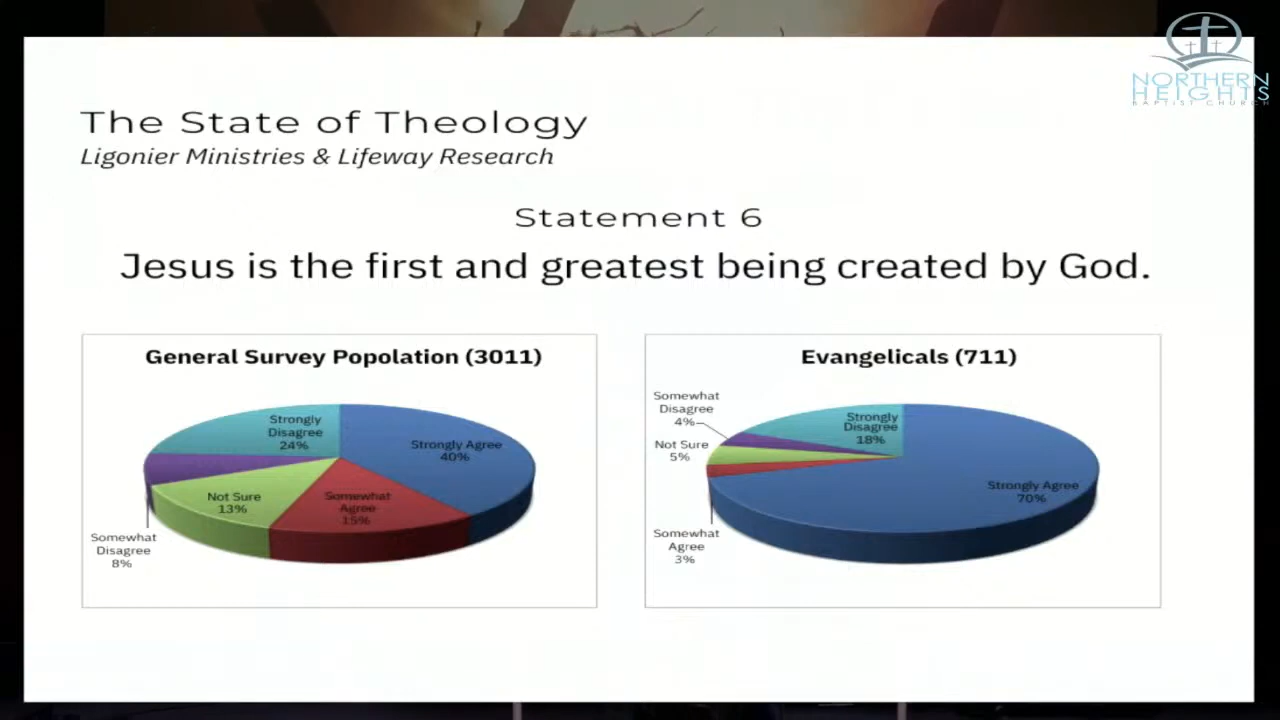 NORTHERN
HEIGHTS
BAPTIST CHURCH
The State of Theology
Ligonier Ministries & Lifeway Research
Statement 6
Jesus is the first and greatest being created by God.
General Survey Popolation (3011)
Strongly
Disagree
24%
Strongly Agree
40%
Not Sure
13%
Somewhat
Agree
15%
Somewhat
Disagree
8%
Evangelicals (711)
Somewhat
Disagree
4%
Strongly
Disagree
18%
Not Sure
5%
Strongly Agree
70%
Somewhat
Agree
3%